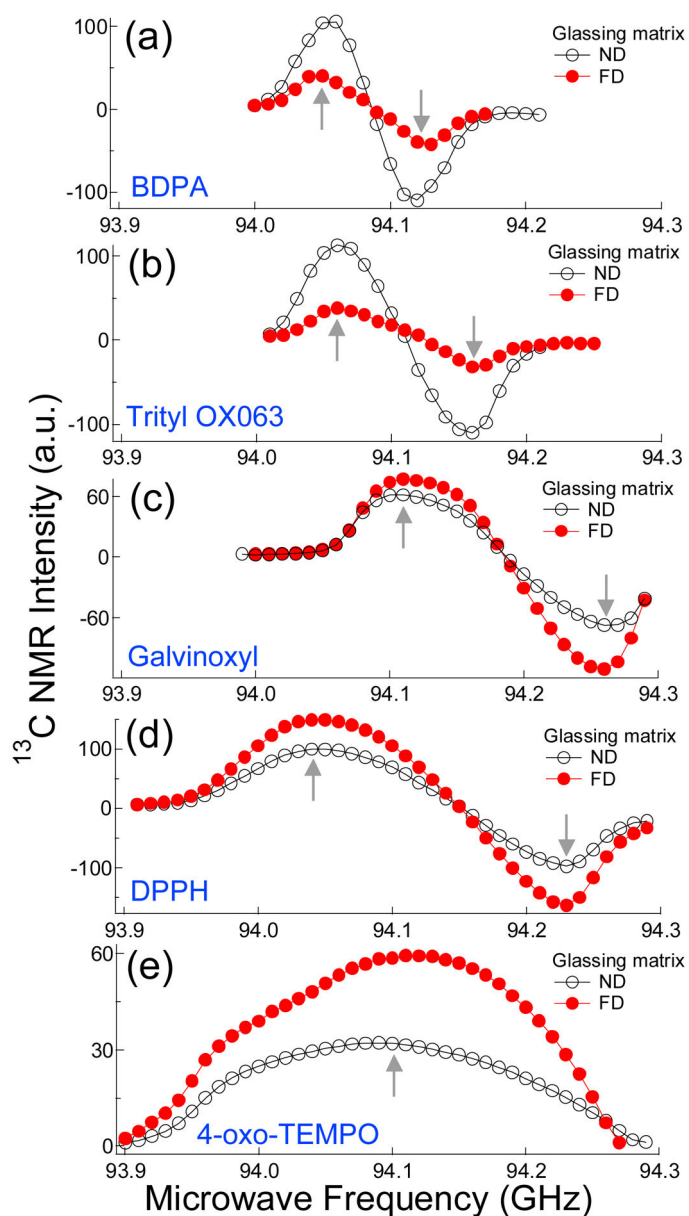 (a)
Glassing matrix
ND
FD
100
0
-100
BDPA
93.9
94.0
94.1
94.2
94.3
(b)
Glassing matrix
ND
FD
100
0
-100
Trityl OX063
93.9
94.0
94.1
94.2
94.3
(c)
Glassing matrix
ND
FD
60
0
-60
Galvinoxyl
93.9
94.0
94.1
94.2
94.3
(d)
Glassing matrix
ND
FD
100
0
-100
DPPH
93.9
94.0
94.1
94.2
94.3
(e)
Glassing matrix
ND
FD
60
30
0
4-oxo-TEMPO
93.9
94.0
94.1
94.2
94.3
¹³C NMR Intensity (a.u.)
Microwave Frequency (GHz)